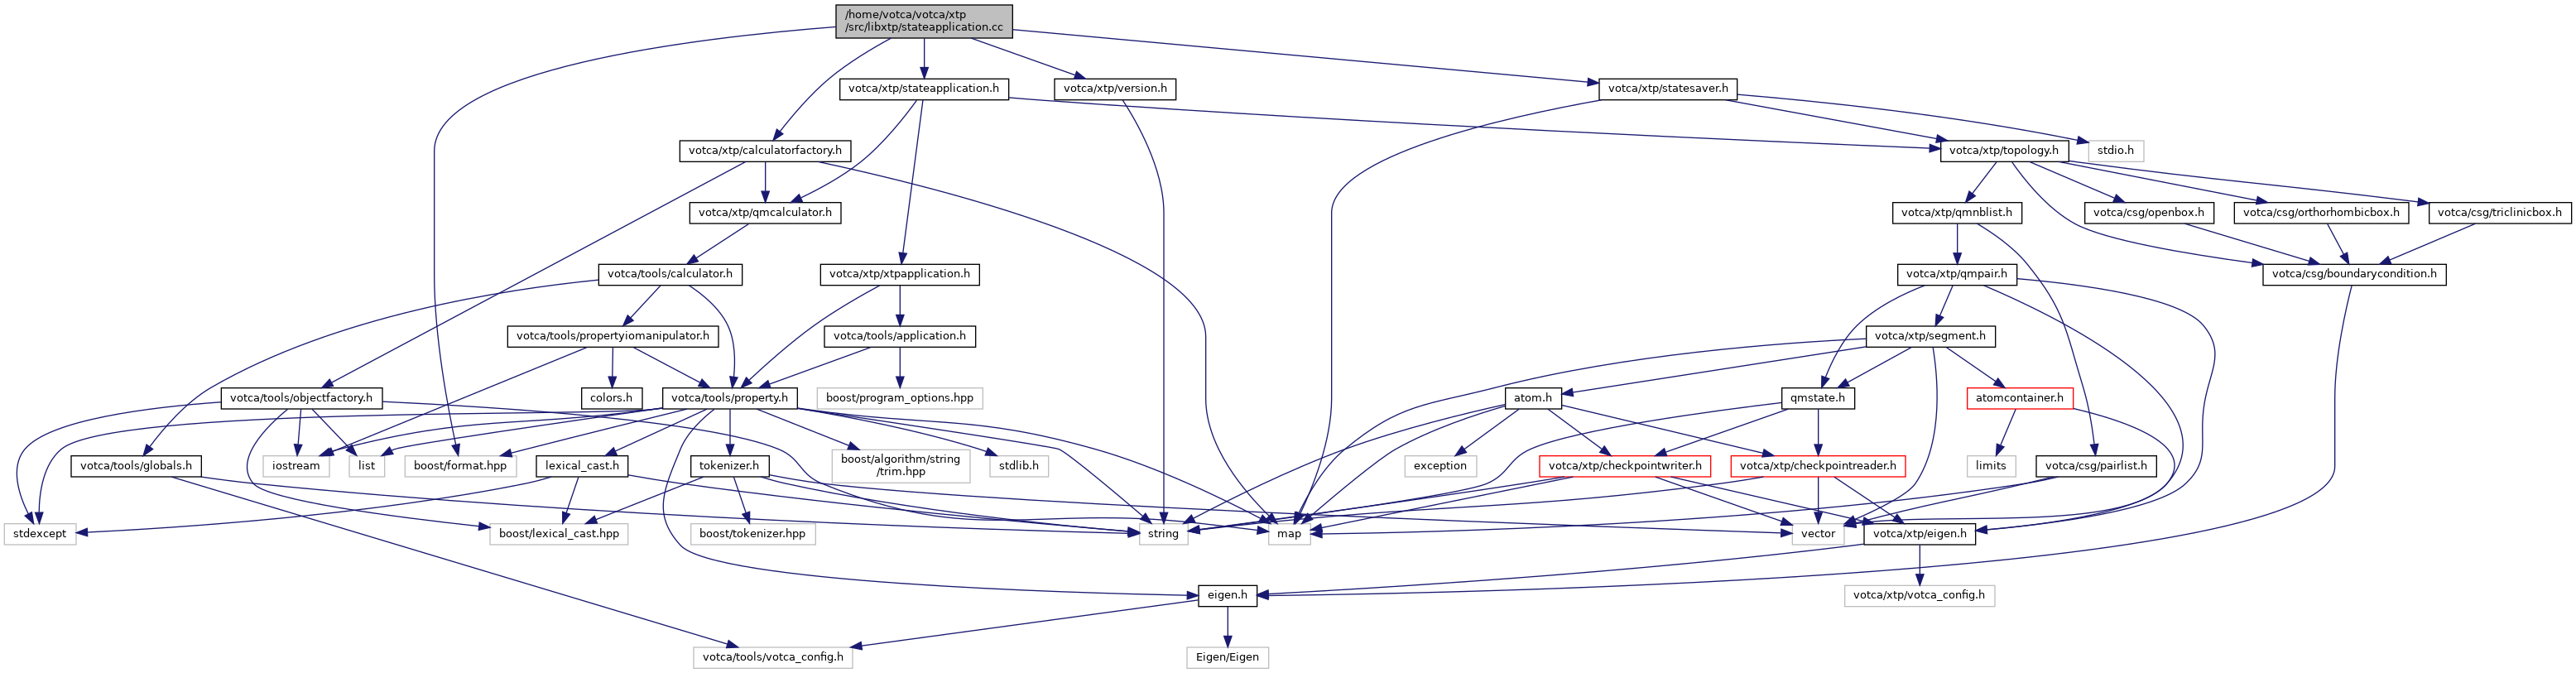 /home/votca/votca/xtp
/src/libxtp/stateapplication.cc
votca/xtp/stateapplication.h
votca/xtp/version.h
votca/xtp/statesaver.h
votca/xtp/calculatorfactory.h
votca/xtp/topology.h
stdio.h
votca/xtp/qmcalculator.h
votca/xtp/qmnblist.h
votca/csg/openbox.h
votca/csg/orthorhombicbox.h
votca/csg/triclinicbox.h
votca/tools/calculator.h
votca/xtp/xtpapplication.h
votca/xtp/qmpair.h
votca/csg/boundarycondition.h
votca/tools/propertyiomanipulator.h
votca/tools/application.h
votca/xtp/segment.h
votca/tools/objectfactory.h
colors.h
votca/tools/property.h
boost/program_options.hpp
atom.h
qmstate.h
atomcontainer.h
votca/tools/globals.h
iostream
list
boost/format.hpp
lexical_cast.h
tokenizer.h
boost/algorithm/string
/trim.hpp
stdlib.h
exception
votca/xtp/checkpointwriter.h
votca/xtp/checkpointreader.h
limits
votca/csg/pairlist.h
stdexcept
boost/lexical_cast.hpp
boost/tokenizer.hpp
string
map
vector
votca/xtp/eigen.h
eigen.h
votca/xtp/votca_config.h
votca/tools/votca_config.h
Eigen/Eigen